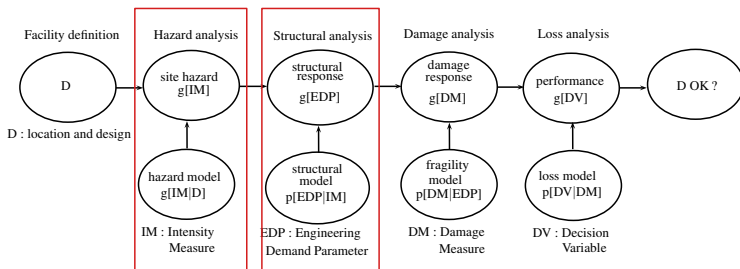 Facility definition
Hazard analysis
Structural analysis
Damage analysis
Loss analysis
D
site hazard
g[IM]
structural
response
g[EDP]
damage
response
g[DM]
performance
g[DV]
D OK ?
D : location and design
hazard model
g[IM|D]
structural
model
p[EDP|IM]
fragility
model
p[DM|EDP]
loss model
p[DV|DM]
IM : Intensity
Measure
EDP : Engineering
Demand Parameter
DM : Damage
Measure
DV : Decision
Variable